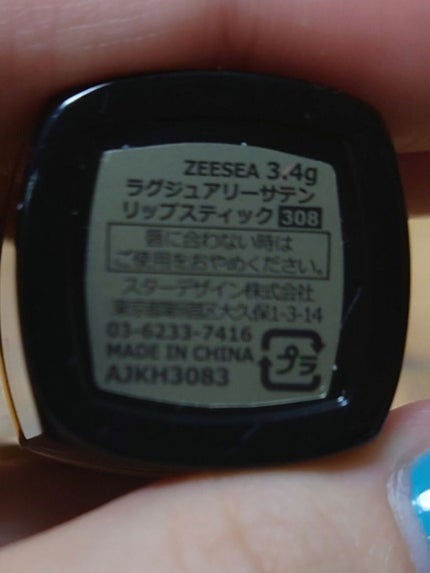 ZEESEA 3.4g
ラグジュアリーサテン
リップスティック 308
唇に合わない時は
ご使用をおやめください。
スターデザイン株式会社
東京都新宿区大久保1-3-14
03-6233-7416
MADE IN CHINA
AJKH3083
プラ